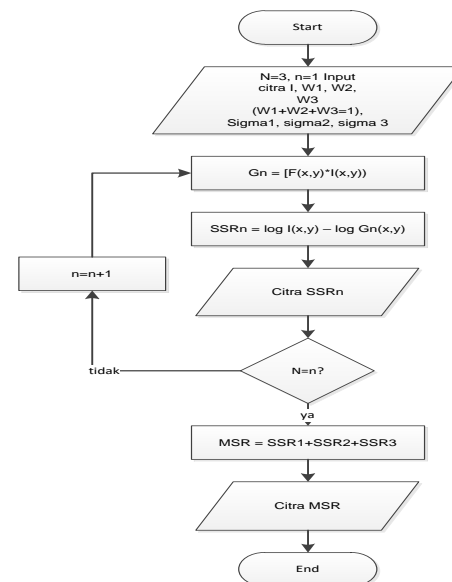 Start
N=3, n=1 Input
citra I, W1, W2,
W3
(W1+W2+W3=1),
Sigma1, sigma2, sigma 3
Gn = [F(x,y)*I(x,y))
SSRn = log I(x,y) – log Gn(x,y)
n=n+1
Citra SSRn
N=n?
tidak
ya
MSR = SSR1+SSR2+SSR3
Citra MSR
End